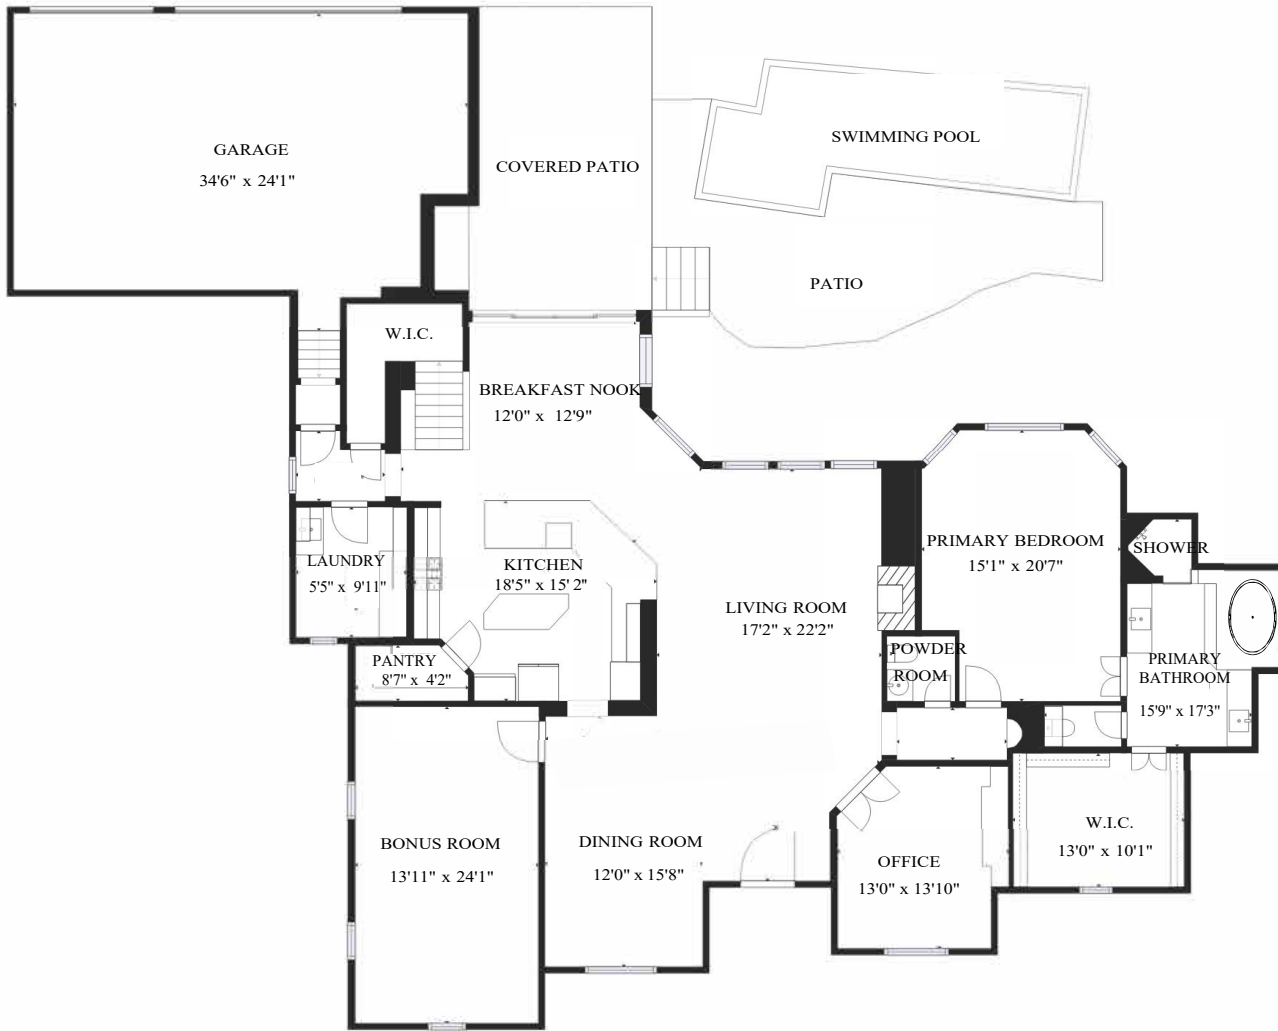 GARAGE
34'6" x 24'1"
COVERED PATIO
SWIMMING POOL
PATIO
W.I.C.
BREAKFAST NOOK
12'0" x 12'9"
LAUNDRY
5'5" x 9'11"
KITCHEN
18'5" x 15' 2"
PRIMARY BEDROOM
15'1" x 20'7"
SHOWER
LIVING ROOM
17'2" x 22'2"
PANTRY
8'7" x 4'2"
POWDER
ROOM
PRIMARY
BATHROOM
15'9" x 17'3"
BONUS ROOM
13'11" x 24'1"
DINING ROOM
12'0" x 15'8"
OFFICE
13'0" x 13'10"
W.I.C.
13'0" x 10'1"